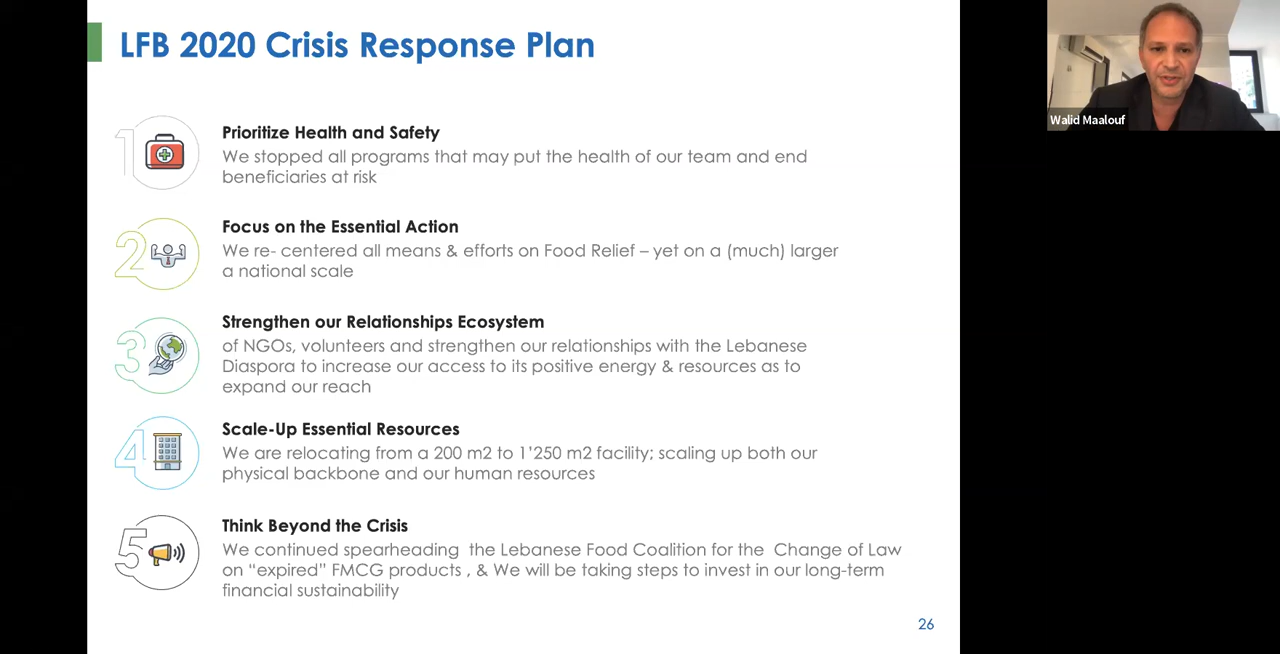 LFB 2020 Crisis Response Plan
Walid Maalouf
1
Prioritize Health and Safety
We stopped all programs that may put the health of our team and end
beneficiaries at risk
2
Focus on the Essential Action
We re- centered all means & efforts on Food Relief – yet on a (much) larger
a national scale
3
Strengthen our Relationships Ecosystem
of NGOs, volunteers and strengthen our relationships with the Lebanese
Diaspora to increase our access to its positive energy & resources as to
expand our reach
4
Scale-Up Essential Resources
We are relocating from a 200 m2 to 1’250 m2 facility; scaling up both our
physical backbone and our human resources
5
Think Beyond the Crisis
We continued spearheading  the Lebanese Food Coalition for the  Change of Law
on “expired” FMCG products , & We will be taking steps to invest in our long-term
financial sustainability
26